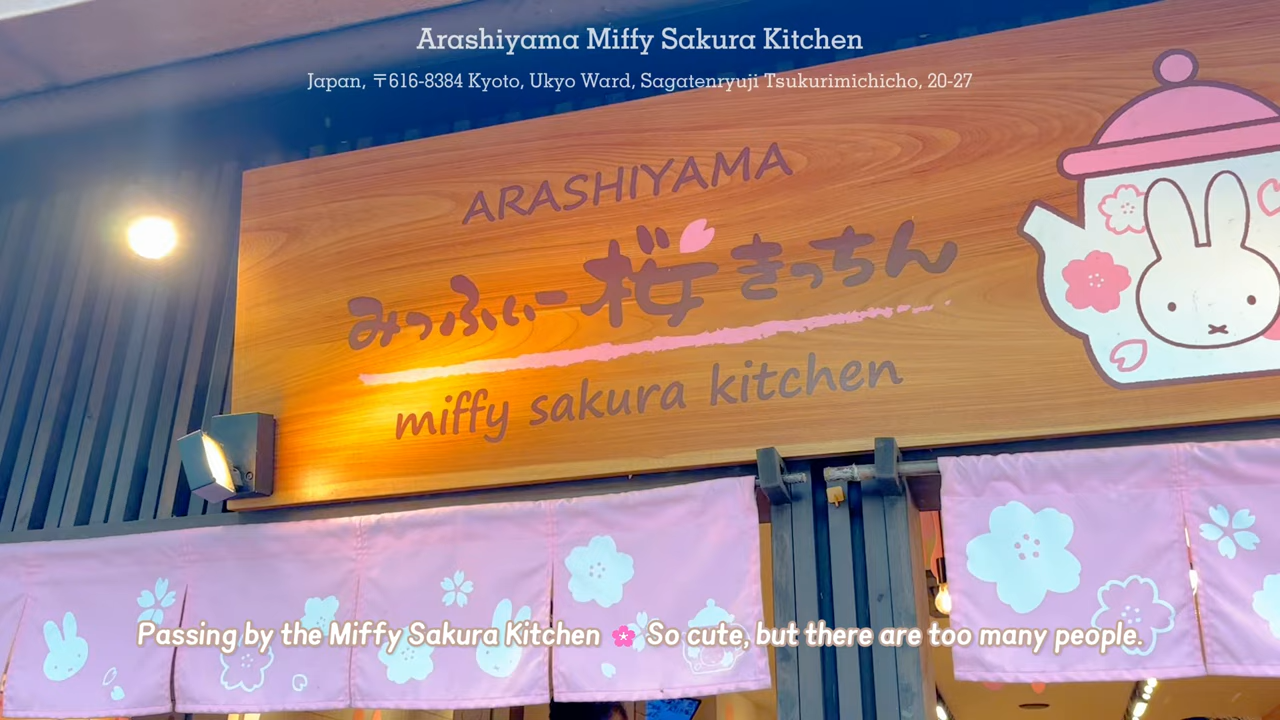 Arashiyama Miffy Sakura Kitchen
Japan, 〒616-8384 Kyoto, Ukyo Ward, Sagatenryuji Tsukurimichicho, 20-27
ARASHIYAMA
みっふぃー桜きっちん
miffy sakura kitchen
Passing by the Miffy Sakura Kitchen 🌸 So cute, but there are too many people.